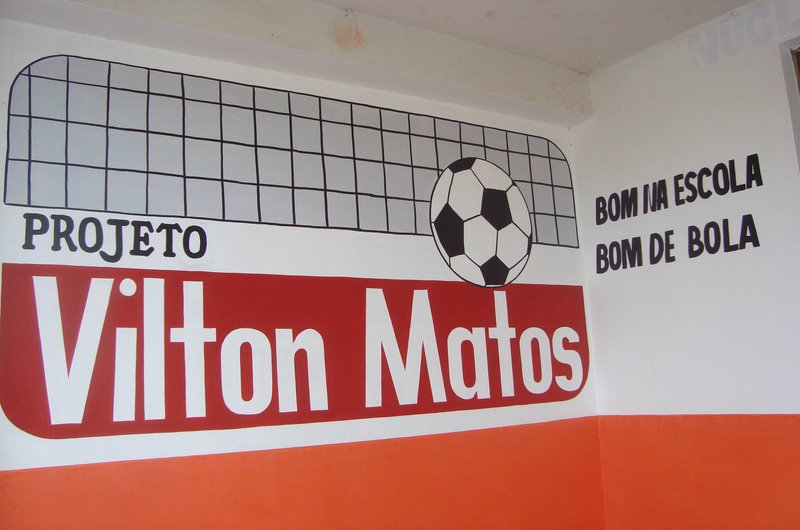 PROJETO
Vilton Matos
BOM NA ESCOLA
BOM DE BOLA